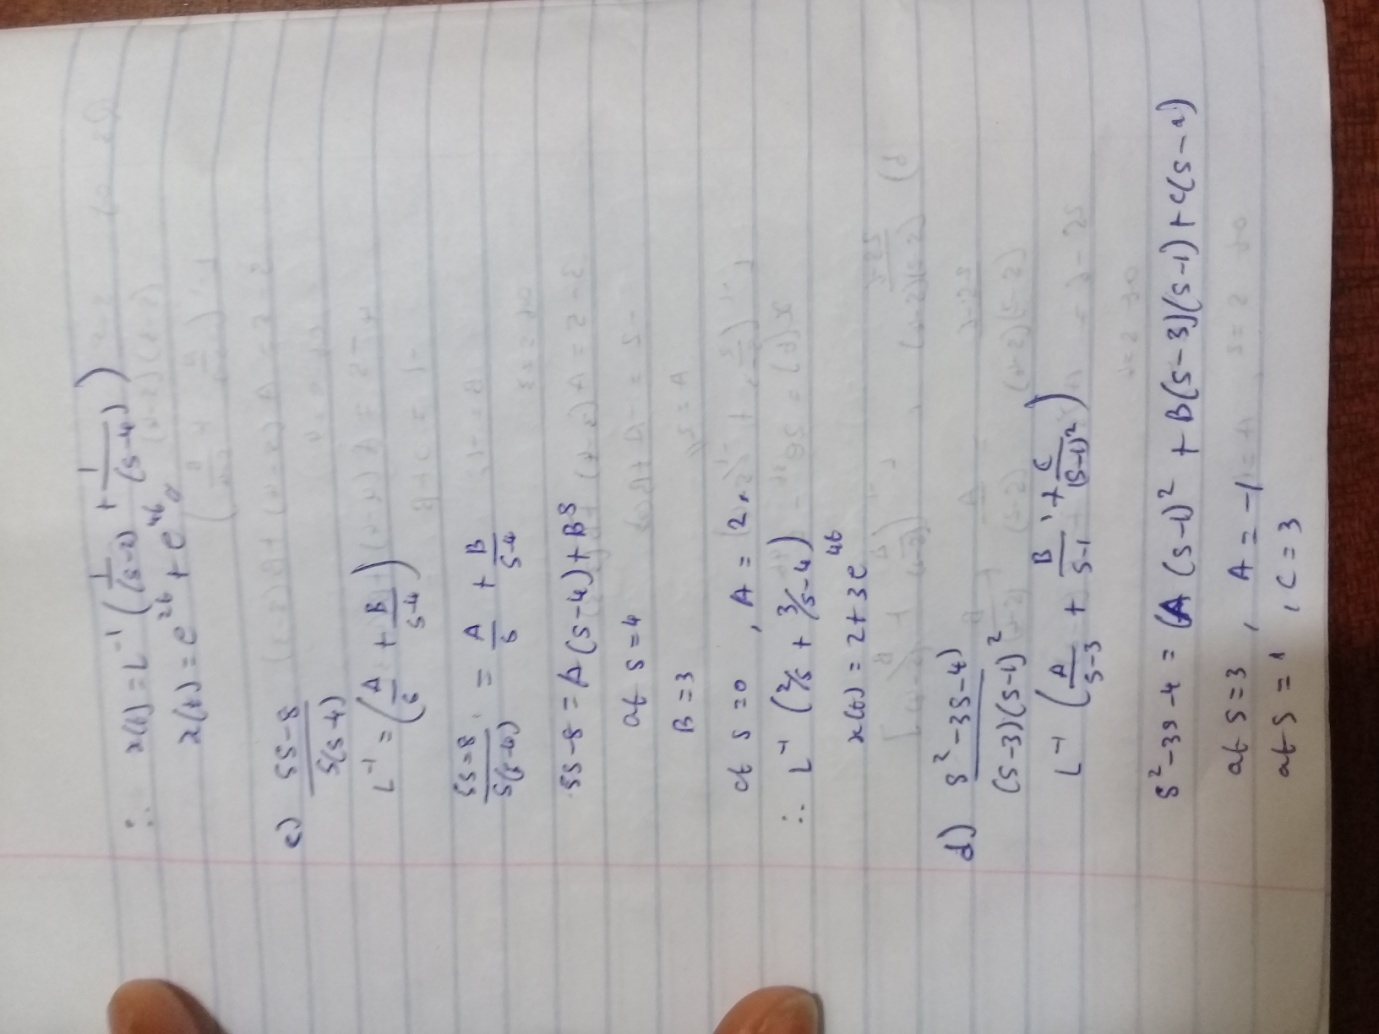 ∴ x(t) = L⁻¹ (1/(s-2) + 1/(s-4))
x(t) = e^2t + e^4t
c) 5s-8 / s(s-4)
L⁻¹ = (A/s + B/s-4)
5s-8 / s(s-4) = A/s + B/s-4
5s-8 = A(s-4) + Bs
at s=4
B=3
at s=0, A=2
∴ L⁻¹ (2/s + 3/s-4)
x(t) = 2+3e^4t
d) s²-3s-4) / (s-3)(s-1)²
L⁻¹ (A/s-3 + B/s-1 + C/(s-1)²)
s²-3s-4 = (A(s-1)² + B(s-3)(s-1) + C(s-
at s=3, A=-1
at s=1, C=3